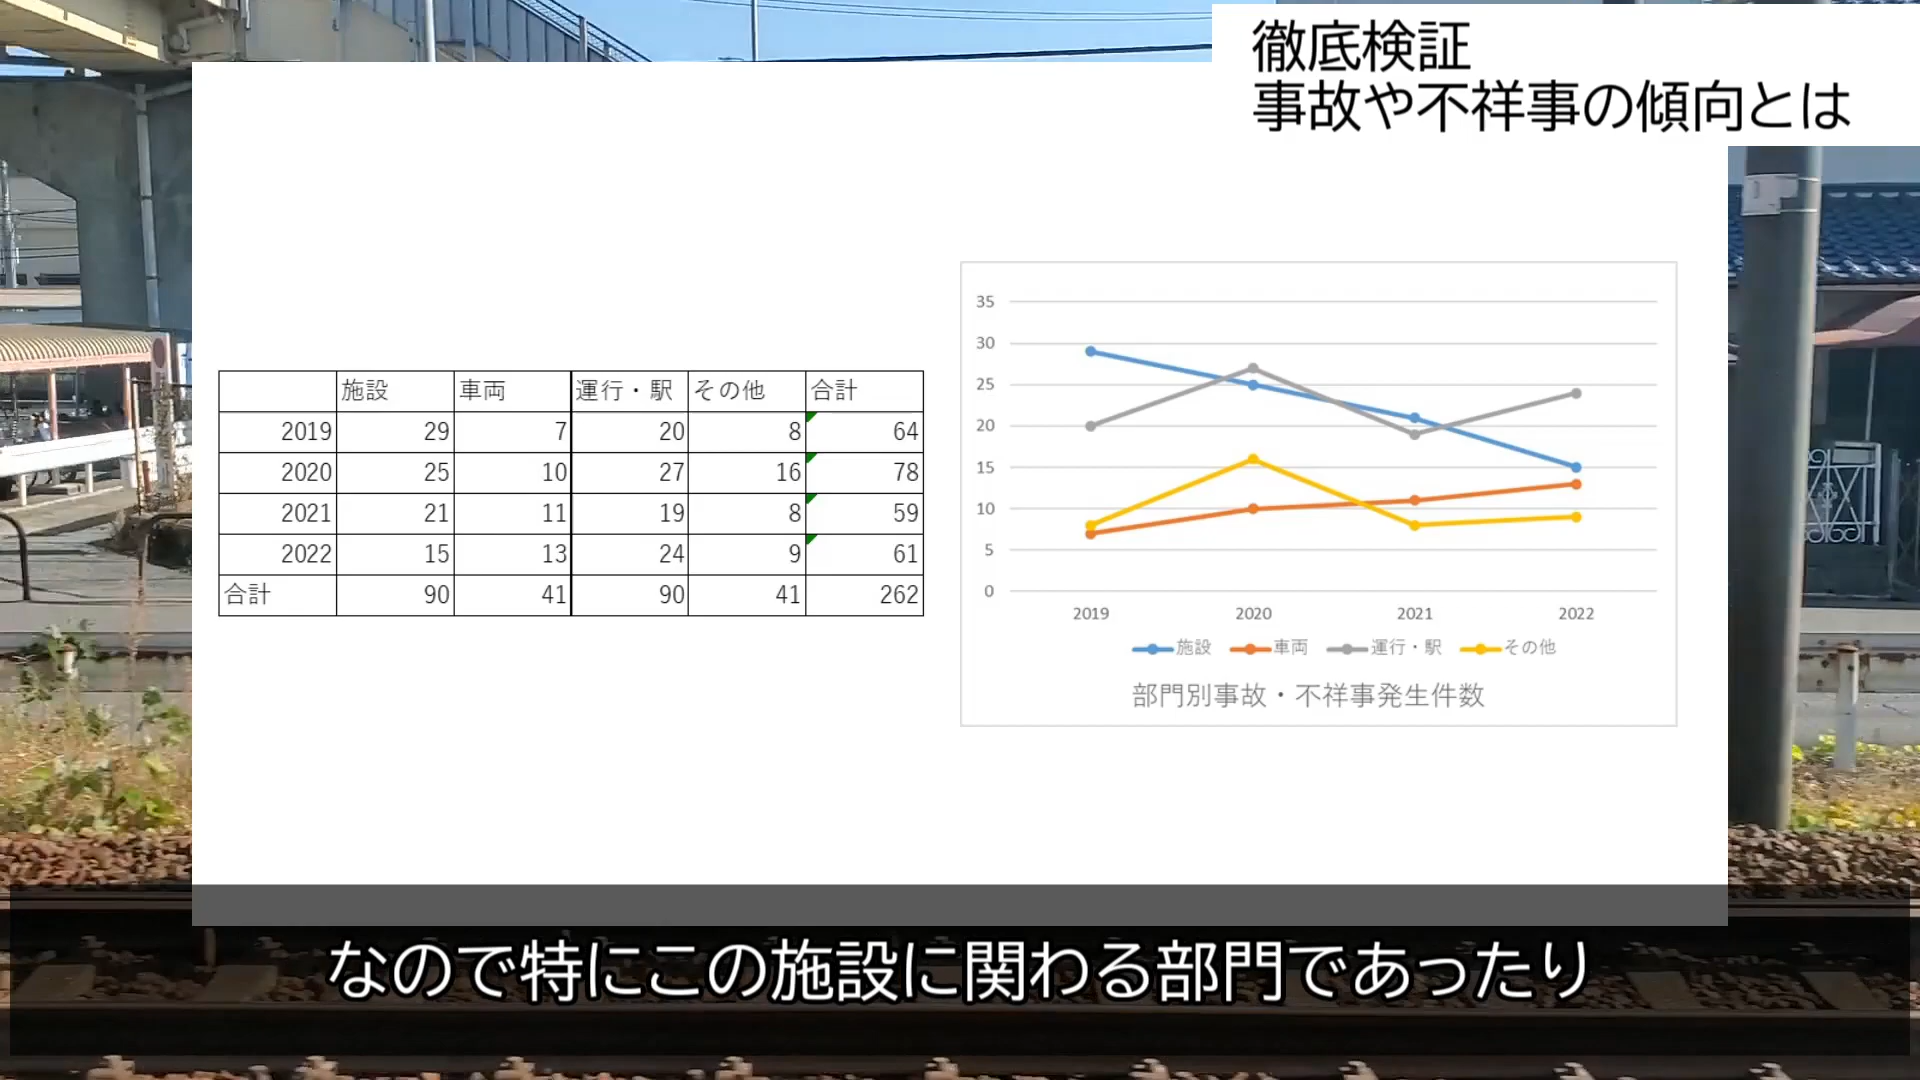 徹底検証
事故や不祥事の傾向とは
施設 車両 運行・駅 その他 合計
2019 29 7 20 8 64
2020 25 10 27 16 78
2021 21 11 19 8 59
2022 15 13 24 9 61
合計 90 41 90 41 262
35
30
25
20
15
10
5
0
2019 2020 2021 2022
施設 車両 運行・駅 その他
部門別事故・不祥事発生件数
なので特にこの施設に関わる部門であったり